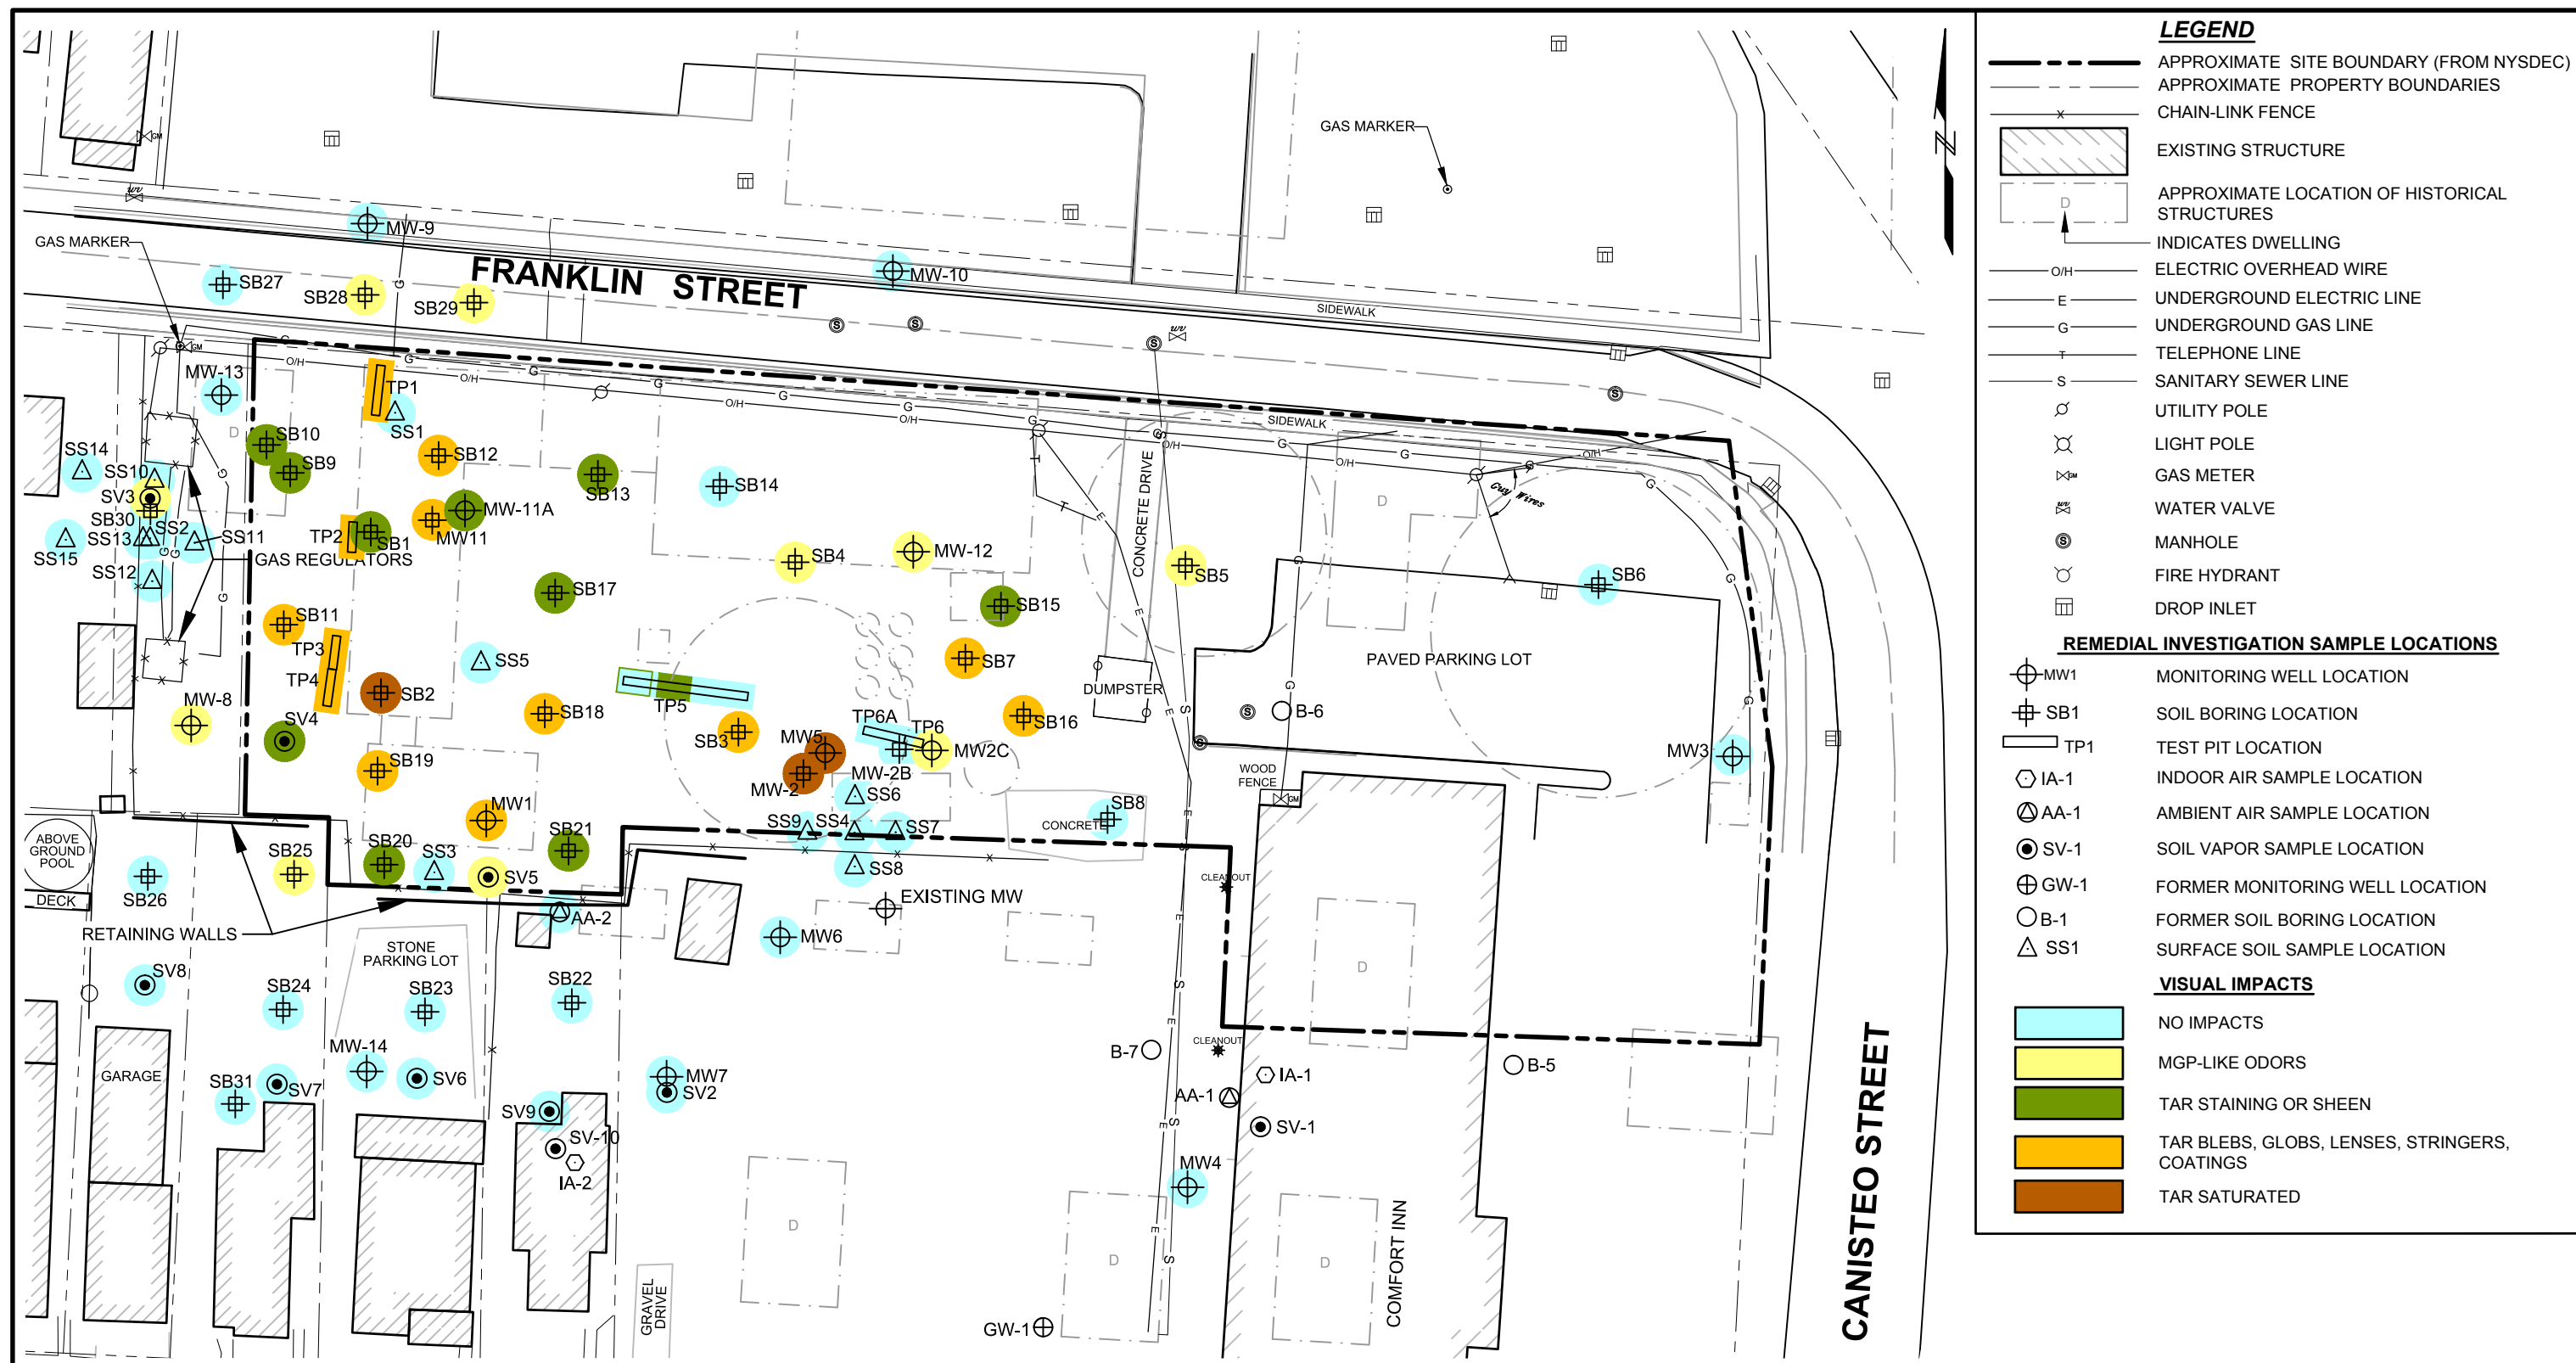 GAS MARKER
MW-9
GAS MARKER
SB27
SB28
SB29
FRANKLIN STREET
MW-10
SIDEWALK
MW-13
TP1
SS1
SIDEWALK
SB10
SB9
SB12
SB13
SB14
SS14
SS10
SV3
SB30
SS2
SS13
SS15
SS11
SS12
TP2
SB1
MW11
MW-11A
GAS REGULATORS
SB17
SB4
MW-12
CONCRETE DRIVE
SB5
Guy Wires
SB6
SB15
SB11
TP3
TP4
SB2
SS5
SB7
PAVED PARKING LOT
DUMPSTER
MW-8
SV4
SB18
TP5
SB3
TP6A
TP6
MW5
MW2C
SB16
B-6
MW3
SB19
MW-2
MW-2B
SS6
WOOD
FENCE
MW1
SB21
SS9
SS4
SS7
CONCRETE
SB8
ABOVE
GROUND
POOL
DECK
SB26
SB25
SB20
SS3
SV5
SS8
CLEANOUT
EXISTING MW
AA-2
MW6
RETAINING WALLS
STONE
PARKING LOT
SV8
SB24
SB23
SB22
MW-14
B-7
CLEANOUT
B-5
GARAGE
SB31
SV7
SV6
MW7
SV2
IA-1
AA-1
SV9
SV-10
IA-2
SV-1
MW4
GRAVEL
DRIVE
COMFORT INN
GW-1
CANISTEO STREET
N
LEGEND
APPROXIMATE SITE BOUNDARY (FROM NYSDEC)
APPROXIMATE PROPERTY BOUNDARIES
X CHAIN-LINK FENCE
EXISTING STRUCTURE
APPROXIMATE LOCATION OF HISTORICAL
STRUCTURES
D
INDICATES DWELLING
O/H ELECTRIC OVERHEAD WIRE
E UNDERGROUND ELECTRIC LINE
G UNDERGROUND GAS LINE
T TELEPHONE LINE
S SANITARY SEWER LINE
UTILITY POLE
LIGHT POLE
GM GAS METER
WV WATER VALVE
S MANHOLE
FIRE HYDRANT
DROP INLET
REMEDIAL INVESTIGATION SAMPLE LOCATIONS
MW1 MONITORING WELL LOCATION
SB1 SOIL BORING LOCATION
TP1 TEST PIT LOCATION
IA-1 INDOOR AIR SAMPLE LOCATION
AA-1 AMBIENT AIR SAMPLE LOCATION
SV-1 SOIL VAPOR SAMPLE LOCATION
GW-1 FORMER MONITORING WELL LOCATION
B-1 FORMER SOIL BORING LOCATION
SS1 SURFACE SOIL SAMPLE LOCATION
VISUAL IMPACTS
NO IMPACTS
MGP-LIKE ODORS
TAR STAINING OR SHEEN
TAR BLEBS, GLOBS, LENSES, STRINGERS,
COATINGS
TAR SATURATED